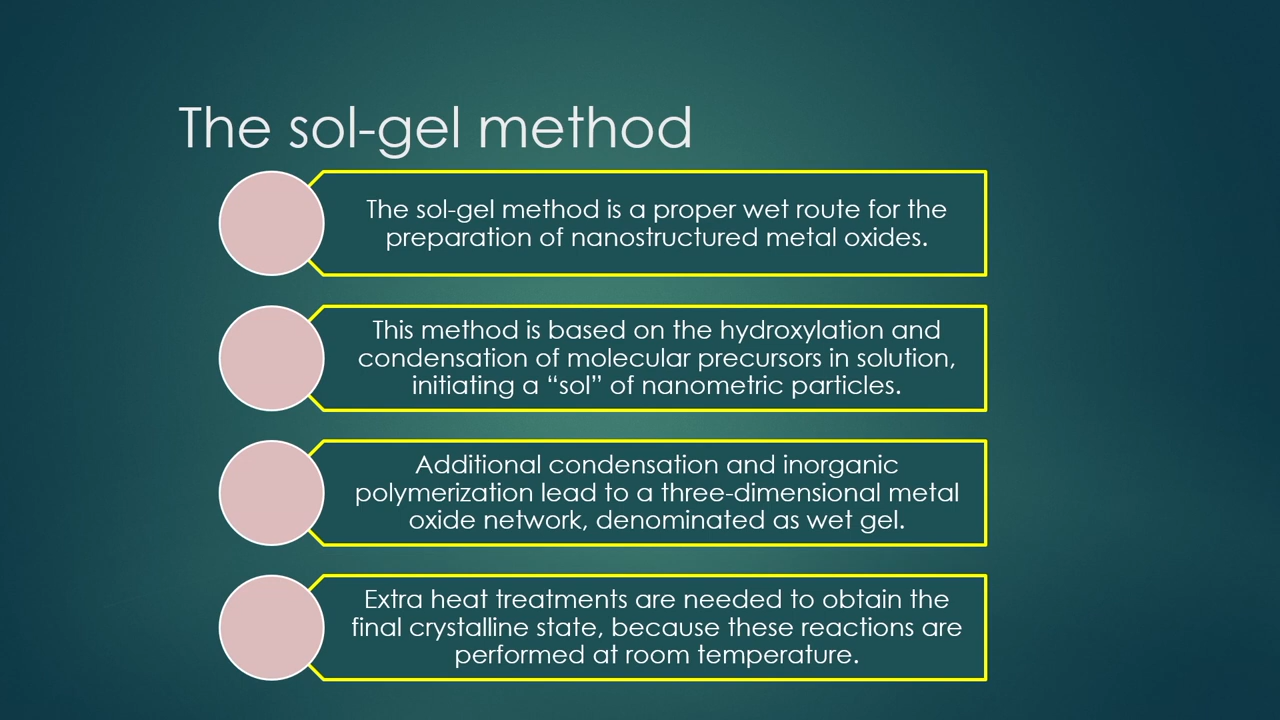 The sol-gel method
The sol-gel method is a proper wet route for the
preparation of nanostructured metal oxides.
This method is based on the hydroxylation and
condensation of molecular precursors in solution,
initiating a “sol” of nanometric particles.
Additional condensation and inorganic
polymerization lead to a three-dimensional metal
oxide network, denominated as wet gel.
Extra heat treatments are needed to obtain the
final crystalline state, because these reactions are
performed at room temperature.